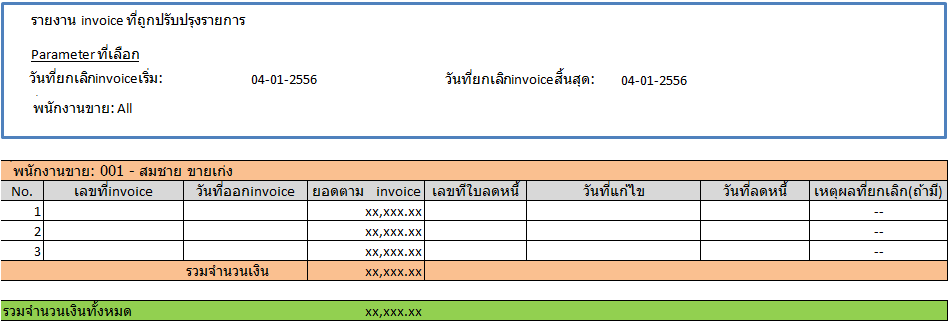 รายงาน invoice ที่ถูกปรับปรุงรายการ
Parameter ที่เลือก
วันที่ยกเลิกinvoiceเริ่ม: 04-01-2556 วันที่ยกเลิกinvoiceสิ้นสุด: 04-01-2556
พนักงานขาย: All
พนักงานขาย: 001 - สมชาย ขายเก่ง
No. เลขที่invoice วันที่ออกinvoice ยอดตาม invoice เลขที่ใบลดหนี้ วันที่แก้ไข วันที่ลดหนี้ เหตุผลที่ยกเลิก(ถ้ามี)
1 xx,xxx.xx --
2 xx,xxx.xx --
3 xx,xxx.xx --
รวมจำนวนเงิน xx,xxx.xx
รวมจำนวนเงินทั้งหมด xx,xxx.xx